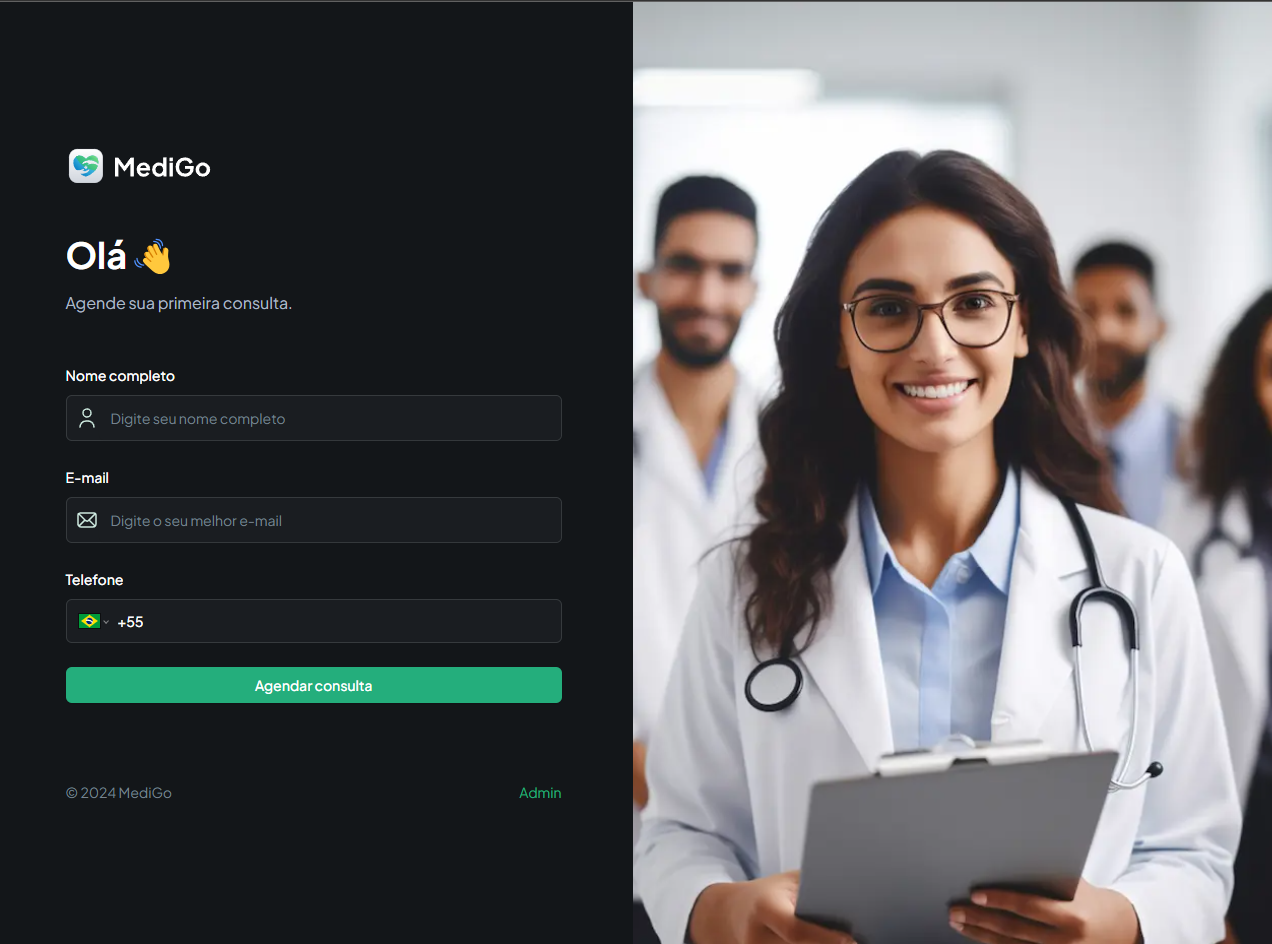 MediGo
Olá 👋
Agende sua primeira consulta.
Nome completo
Digite seu nome completo
E-mail
Digite o seu melhor e-mail
Telefone
+55
Agendar consulta
© 2024 MediGo
Admin